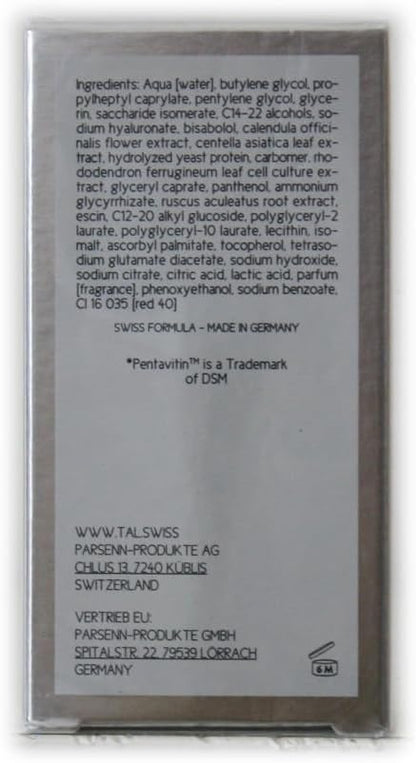 Ingredients: Aqua [water], butylene glycol, pro-
pylheptyl caprylate, pentylene glycol, glyce-
rin, saccharide isomerate, C14-22 alcohols, so-
dium hyaluronate, bisabolol, calendula offici-
nalis flower extract, centella asiatica leaf ex-
tract, hydrolyzed yeast protein, carbomer, rho-
dodendron ferrugineum leaf cell culture ex-
tract, glyceryl caprate, panthenol, ammonium
glycyrrhizate, ruscus aculeatus root extract,
escin, C12-20 alkyl glucoside, polyglyceryl-2
laurate, polyglyceryl-10 laurate, lecithin, iso-
malt, ascorbyl palmitate, tocopherol, tetraso-
dium glutamate diacetate, sodium hydroxide,
sodium citrate, citric acid, lactic acid, parfum
[fragrance], phenoxyethanol, sodium benzoate,
CI 16 035 [red 40]
SWISS FORMULA - MADE IN GERMANY
*Pentavitin™ is a Trademark
of DSM
WWW.TAL.SWISS
PARSENN-PRODUKTE AG
CHLUS 13, 7240 KÜBLIS
SWITZERLAND
VERTRIEB EU:
PARSENN-PRODUKTE GMBH
SPITALSTR. 22, 79539 LÖRRACH
GERMANY
6M